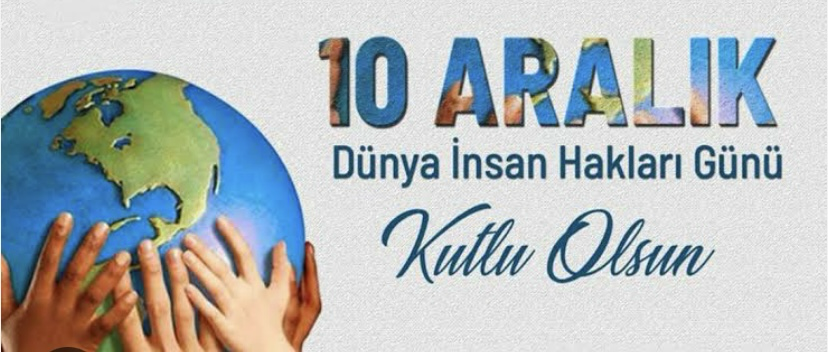 10 ARALIK
Dünya İnsan Hakları Günü
Kutlu Olsun